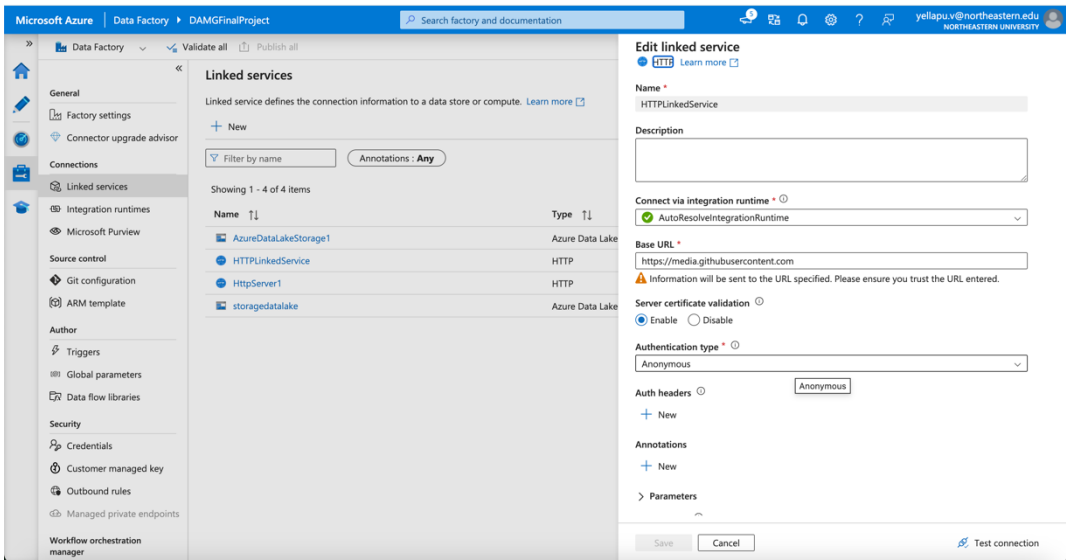 Microsoft Azure | Data Factory ▸ DAMGFinalProject
Search factory and documentation
5
yellapu.v@northeastern.edu
NORTHEASTERN UNIVERSITY
Data Factory
Validate all
Publish all
General
Factory settings
Connector upgrade advisor
Connections
Linked services
Integration runtimes
Microsoft Purview
Source control
Git configuration
ARM template
Author
Triggers
Global parameters
Data flow libraries
Security
Credentials
Customer managed key
Outbound rules
Managed private endpoints
Workflow orchestration
manager
Linked services
Linked service defines the connection information to a data store or compute. Learn more
New
Filter by name
Annotations : Any
Showing 1 - 4 of 4 items
Name Type
AzureDataLakeStorage1 Azure Data Lake
HTTPLinkedService HTTP
HttpServer1 HTTP
storagedatalake Azure Data Lake
Edit linked service
HTTP Learn more
Name *
HTTPLinkedService
Description
Connect via integration runtime *
AutoResolveIntegrationRuntime
Base URL *
https://media.githubusercontent.com
Information will be sent to the URL specified. Please ensure you trust the URL entered.
Server certificate validation
Enable Disable
Authentication type *
Anonymous
Anonymous
Auth headers
New
Annotations
New
Parameters
Save Cancel Test connection